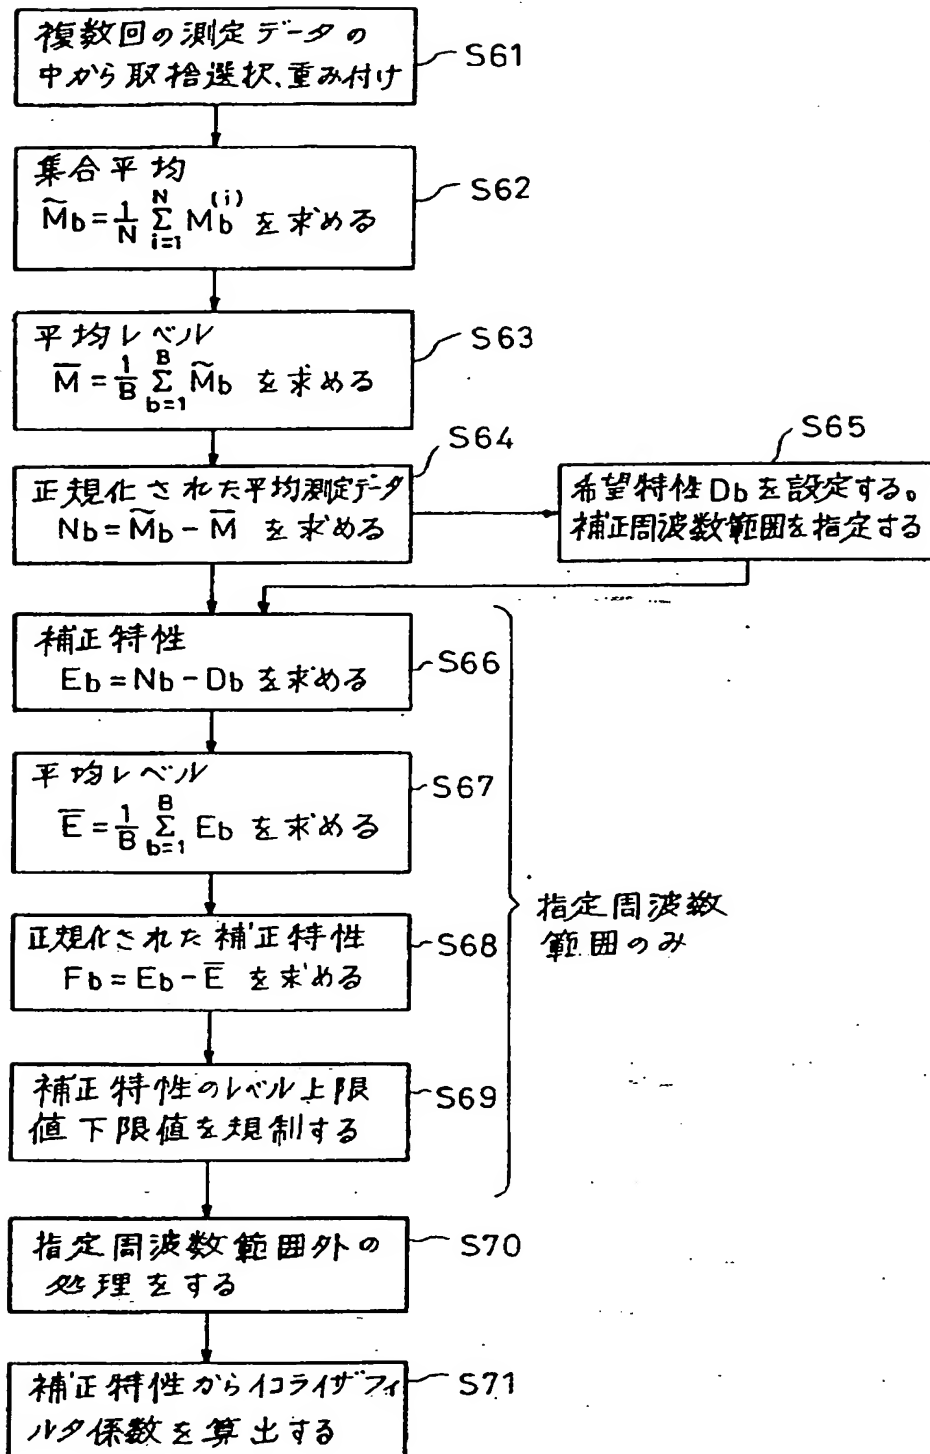 複数回の測定データの
中から取捨選択、重み付け
S61
集合平均
M̃b = 1/N Σ_{i=1}^{N} Mb^(i) を求める
S62
平均レベル
M̅ = 1/B Σ_{b=1}^{B} M̃b を求める
S63
正規化された平均測定データ
Nb = M̃b - M̅ を求める
S64
希望特性Dbを設定する。
補正周波数範囲を指定する
S65
補正特性
Eb = Nb - Db を求める
S66
平均レベル
E̅ = 1/B Σ_{b=1}^{B} Eb を求める
S67
正規化された補正特性
Fb = Eb - E̅ を求める
S68
補正特性のレベル上限
値下限値を規制する
S69
指定周波数
範囲のみ
指定周波数範囲外の
処理をする
S70
補正特性からイコライザフィ
ルタ係数を算出する
S71